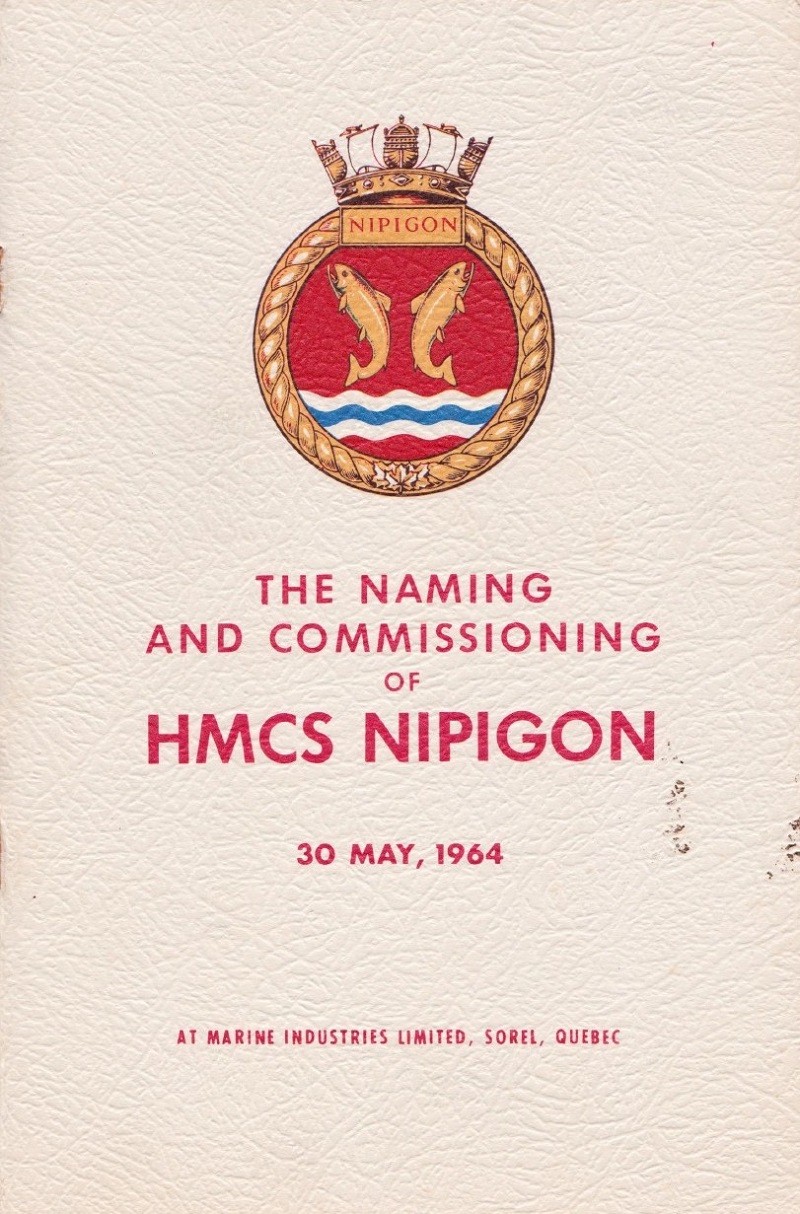 NIPIGON
THE NAMING
AND COMMISSIONING
OF
HMCS NIPIGON
30 MAY, 1964
AT MARINE INDUSTRIES LIMITED, SOREL, QUEBEC